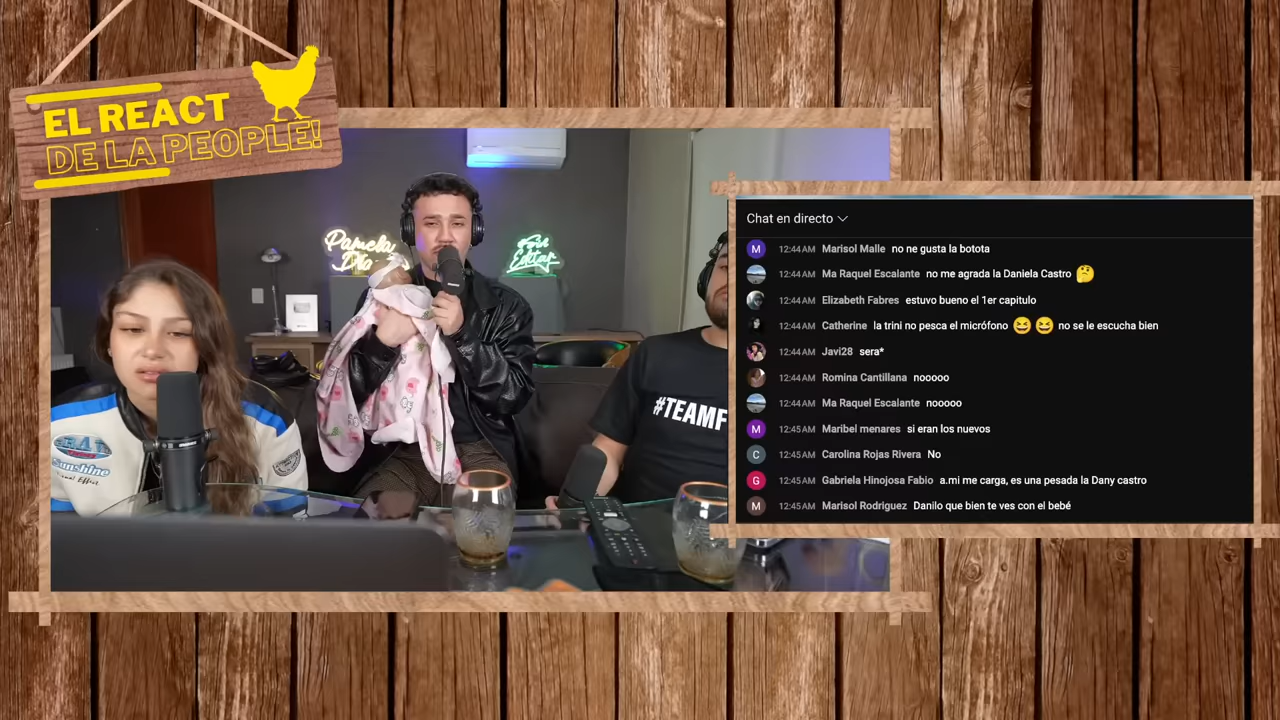 EL REACT
DE LA PEOPLE!
Pamela
Díaz
For
Editar
#TEAMF
BAD
Sunshine
Chat en directo
M 12:44 AM Marisol Malle no ne gusta la botota
12:44 AM Ma Raquel Escalante no me agrada la Daniela Castro 🤔
12:44 AM Elizabeth Fabres estuvo bueno el 1er capitulo
12:44 AM Catherine la trini no pesca el micrófono 😆 😆 no se le escucha bien
12:44 AM Javi28 sera*
12:44 AM Romina Cantillana nooooo
12:44 AM Ma Raquel Escalante nooooo
M 12:45 AM Maribel menares si eran los nuevos
C 12:45 AM Carolina Rojas Rivera No
G 12:45 AM Gabriela Hinojosa Fabio a.mi me carga, es una pesada la Dany castro
M 12:45 AM Marisol Rodriguez Danilo que bien te ves con el bebé